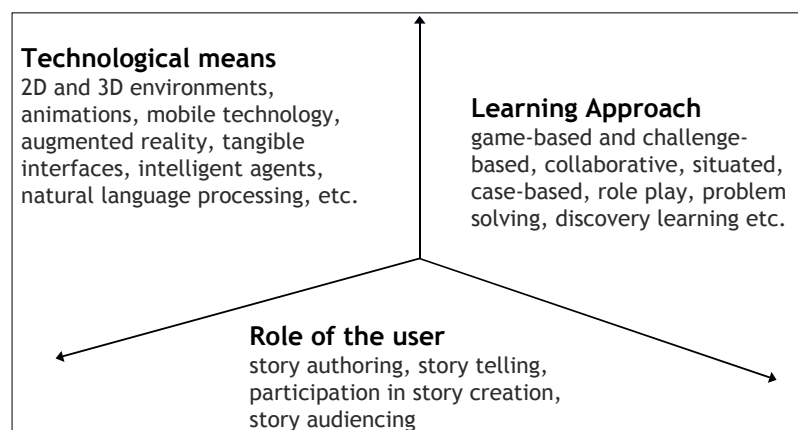 Technological means
2D and 3D environments,
animations, mobile technology,
augmented reality, tangible
interfaces, intelligent agents,
natural language processing, etc.
Learning Approach
game-based and challenge-
based, collaborative, situated,
case-based, role play, problem
solving, discovery learning etc.
Role of the user
story authoring, story telling,
participation in story creation,
story audiencing